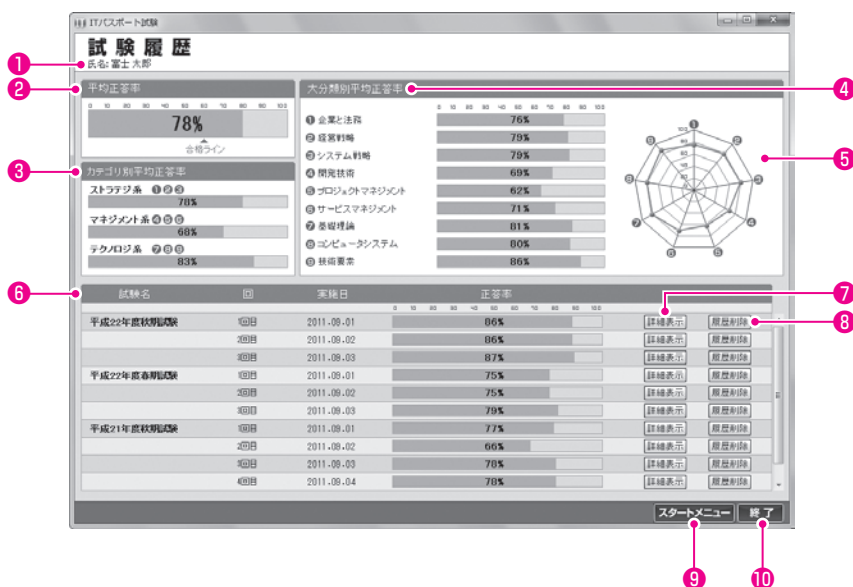 ITパスポート試験
試験履歴
❶ 氏名: 富士 太郎
❷ 平均正答率
0 10 20 30 40 50 60 70 80 90 100
78%
合格ライン
❸ カテゴリ別平均正答率
ストラテジ系 ❶❷❸
78%
マネジメント系 ❹❺❻
68%
テクノロジ系 ❼❽❾
83%
大分類別平均正答率 ❹
0 10 20 30 40 50 60 70 80 90 100
❶ 企業と法務 76%
❷ 経営戦略 79%
❸ システム戦略 79%
❹ 開発技術 69%
❺ プロジェクトマネジメント 62%
❻ サービスマネジメント 71%
❼ 基礎理論 81%
❽ コンピュータシステム 80%
❾ 技術要素 86%
❶ ❷ ❸ ❹ ❺ ❻ ❼ ❽ ❾
❺
❻ 試験名 回 実施日 正答率 ❼
0 10 20 30 40 50 60 70 80 90 100
平成22年度秋期試験 1回目 2011.09.01 86% 詳細表示 履歴削除 ❽
2回目 2011.09.02 86% 詳細表示 履歴削除
3回目 2011.09.03 87% 詳細表示 履歴削除
平成22年度春期試験 1回目 2011.09.01 75% 詳細表示 履歴削除
2回目 2011.09.02 75% 詳細表示 履歴削除
3回目 2011.09.03 79% 詳細表示 履歴削除
平成21年度秋期試験 1回目 2011.09.01 77% 詳細表示 履歴削除
2回目 2011.09.02 66% 詳細表示 履歴削除
3回目 2011.09.03 78% 詳細表示 履歴削除
4回目 2011.09.04 78% 詳細表示 履歴削除
スタートメニュー 終了
❾ ❿